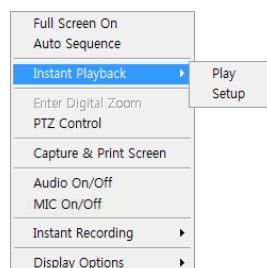 Full Screen On
Auto Sequence
Instant Playback
Play
Setup
Enter Digital Zoom
PTZ Control
Capture & Print Screen
Audio On/Off
MIC On/Off
Instant Recording
Display Options